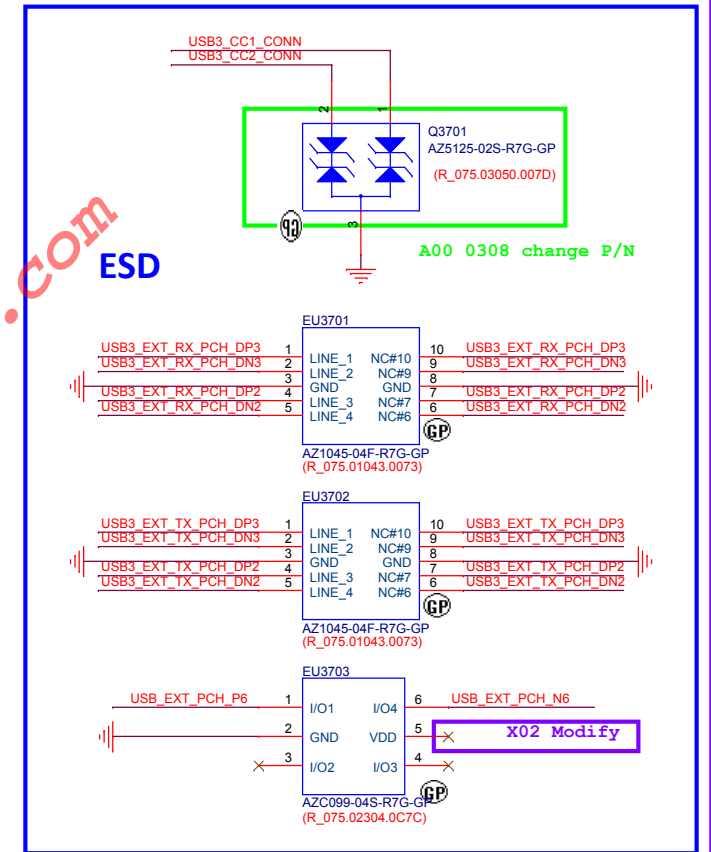 USB3_CC1_CONN
USB3_CC2_CONN
2
1
Q3701
AZ5125-02S-R7G-GP
(R_075.03050.007D)
3
GP
A00 0308 change P/N
.com
ESD
EU3701
USB3_EXT_RX_PCH_DP3 1 LINE_1 NC#10 10 USB3_EXT_RX_PCH_DP3
USB3_EXT_RX_PCH_DN3 2 LINE_2 NC#9 9 USB3_EXT_RX_PCH_DN3
3 GND GND 8
USB3_EXT_RX_PCH_DP2 4 LINE_3 NC#7 7 USB3_EXT_RX_PCH_DP2
USB3_EXT_RX_PCH_DN2 5 LINE_4 NC#6 6 USB3_EXT_RX_PCH_DN2
GP
AZ1045-04F-R7G-GP
(R_075.01043.0073)
EU3702
USB3_EXT_TX_PCH_DP3 1 LINE_1 NC#10 10 USB3_EXT_TX_PCH_DP3
USB3_EXT_TX_PCH_DN3 2 LINE_2 NC#9 9 USB3_EXT_TX_PCH_DN3
3 GND GND 8
USB3_EXT_TX_PCH_DP2 4 LINE_3 NC#7 7 USB3_EXT_TX_PCH_DP2
USB3_EXT_TX_PCH_DN2 5 LINE_4 NC#6 6 USB3_EXT_TX_PCH_DN2
GP
AZ1045-04F-R7G-GP
(R_075.01043.0073)
EU3703
USB_EXT_PCH_P6 1 I/O1 I/O4 6 USB_EXT_PCH_N6
2 GND VDD 5 X02 Modify
3 I/O2 I/O3 4
GP
AZC099-04S-R7G-GP
(R_075.02304.0C7C)